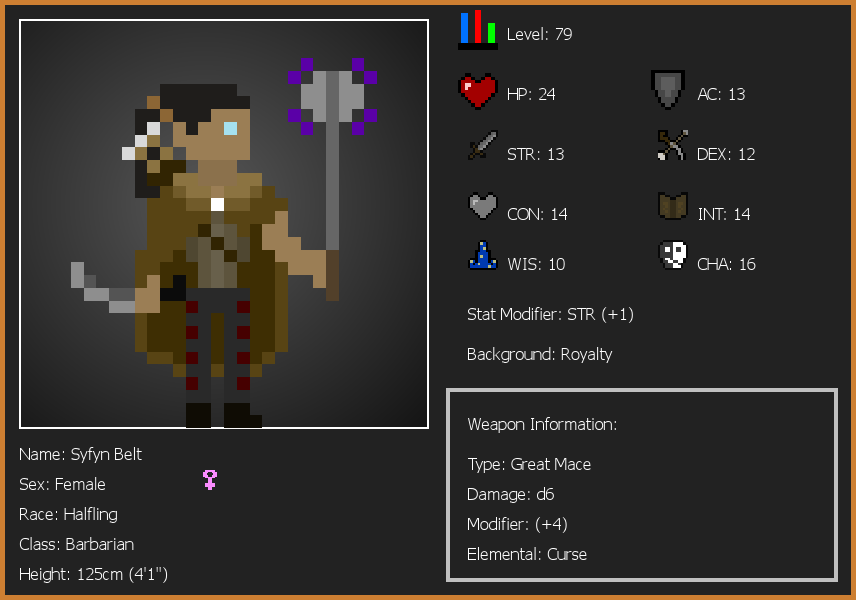 Level: 79
HP: 24
AC: 13
STR: 13
DEX: 12
CON: 14
INT: 14
WIS: 10
CHA: 16
Stat Modifier: STR (+1)
Background: Royalty
Weapon Information:
Type: Great Mace
Damage: d6
Modifier: (+4)
Elemental: Curse
Name: Syfyn Belt
Sex: Female
Race: Halfling
Class: Barbarian
Height: 125cm (4'1")